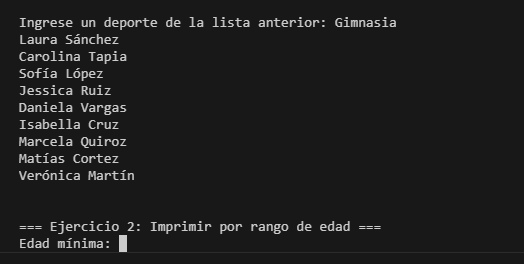 Ingrese un deporte de la lista anterior: Gimnasia
Laura Sánchez
Carolina Tapia
Sofía López
Jessica Ruiz
Daniela Vargas
Isabella Cruz
Marcela Quiroz
Matías Cortez
Verónica Martín
=== Ejercicio 2: Imprimir por rango de edad ===
Edad mínima: